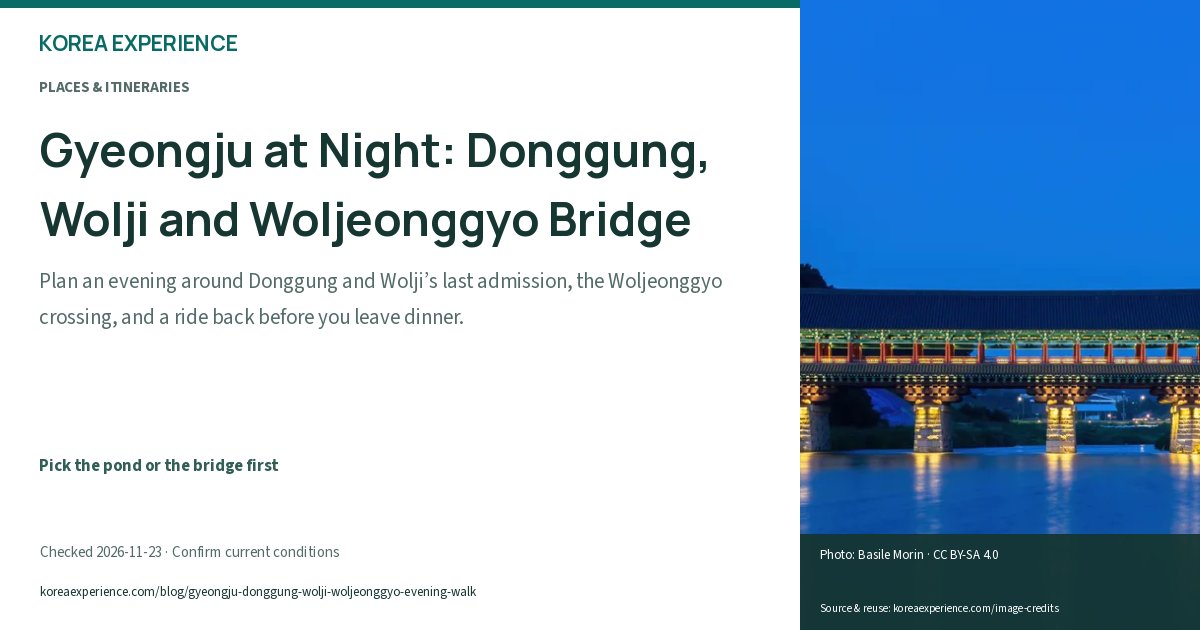 KOREA EXPERIENCE
PLACES & ITINERARIES
Gyeongju at Night: Donggung,
Wolji and Woljeonggyo Bridge
Plan an evening around Donggung and Wolji’s last admission, the Woljeonggyo
crossing, and a ride back before you leave dinner.
Pick the pond or the bridge first
Checked 2026-11-23 · Confirm current conditions
koreaexperience.com/blog/gyeongju-donggung-wolji-woljeonggyo-evening-walk
Photo: Basile Morin · CC BY-SA 4.0
Source & reuse: koreaexperience.com/image-credits